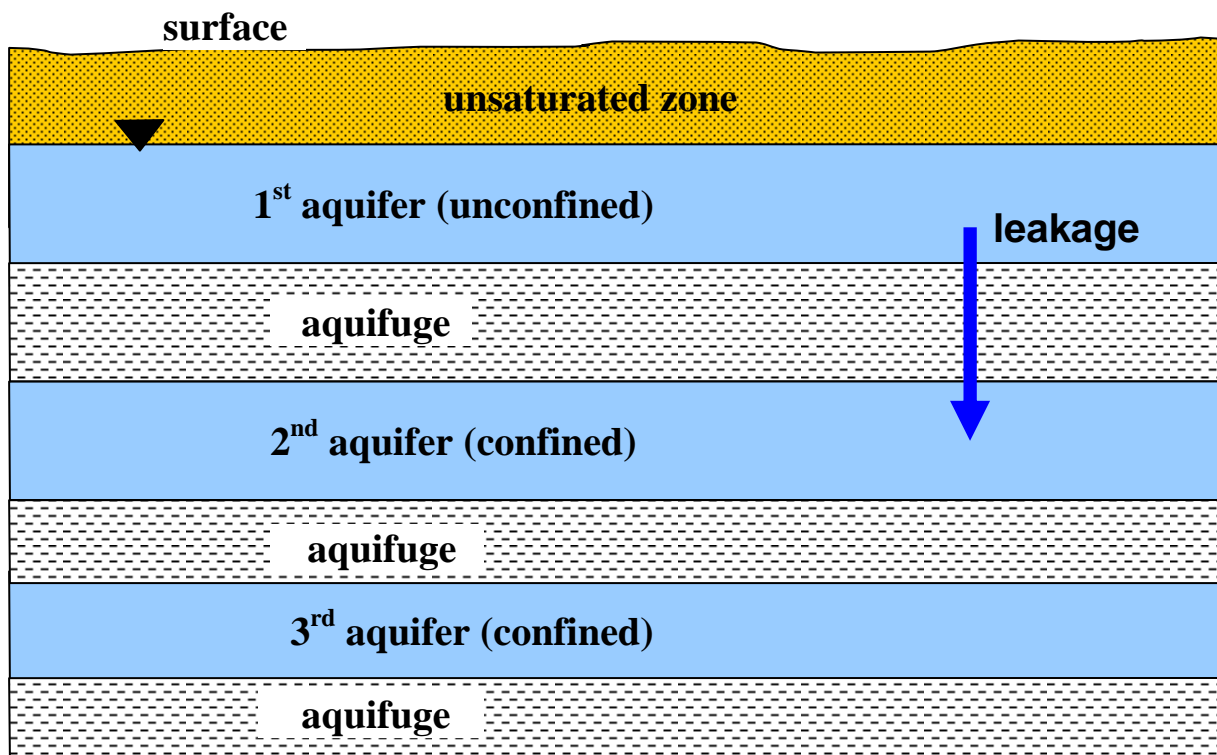 surface
unsaturated zone
1st aquifer (unconfined)
leakage
aquifuge
2nd aquifer (confined)
aquifuge
3rd aquifer (confined)
aquifuge